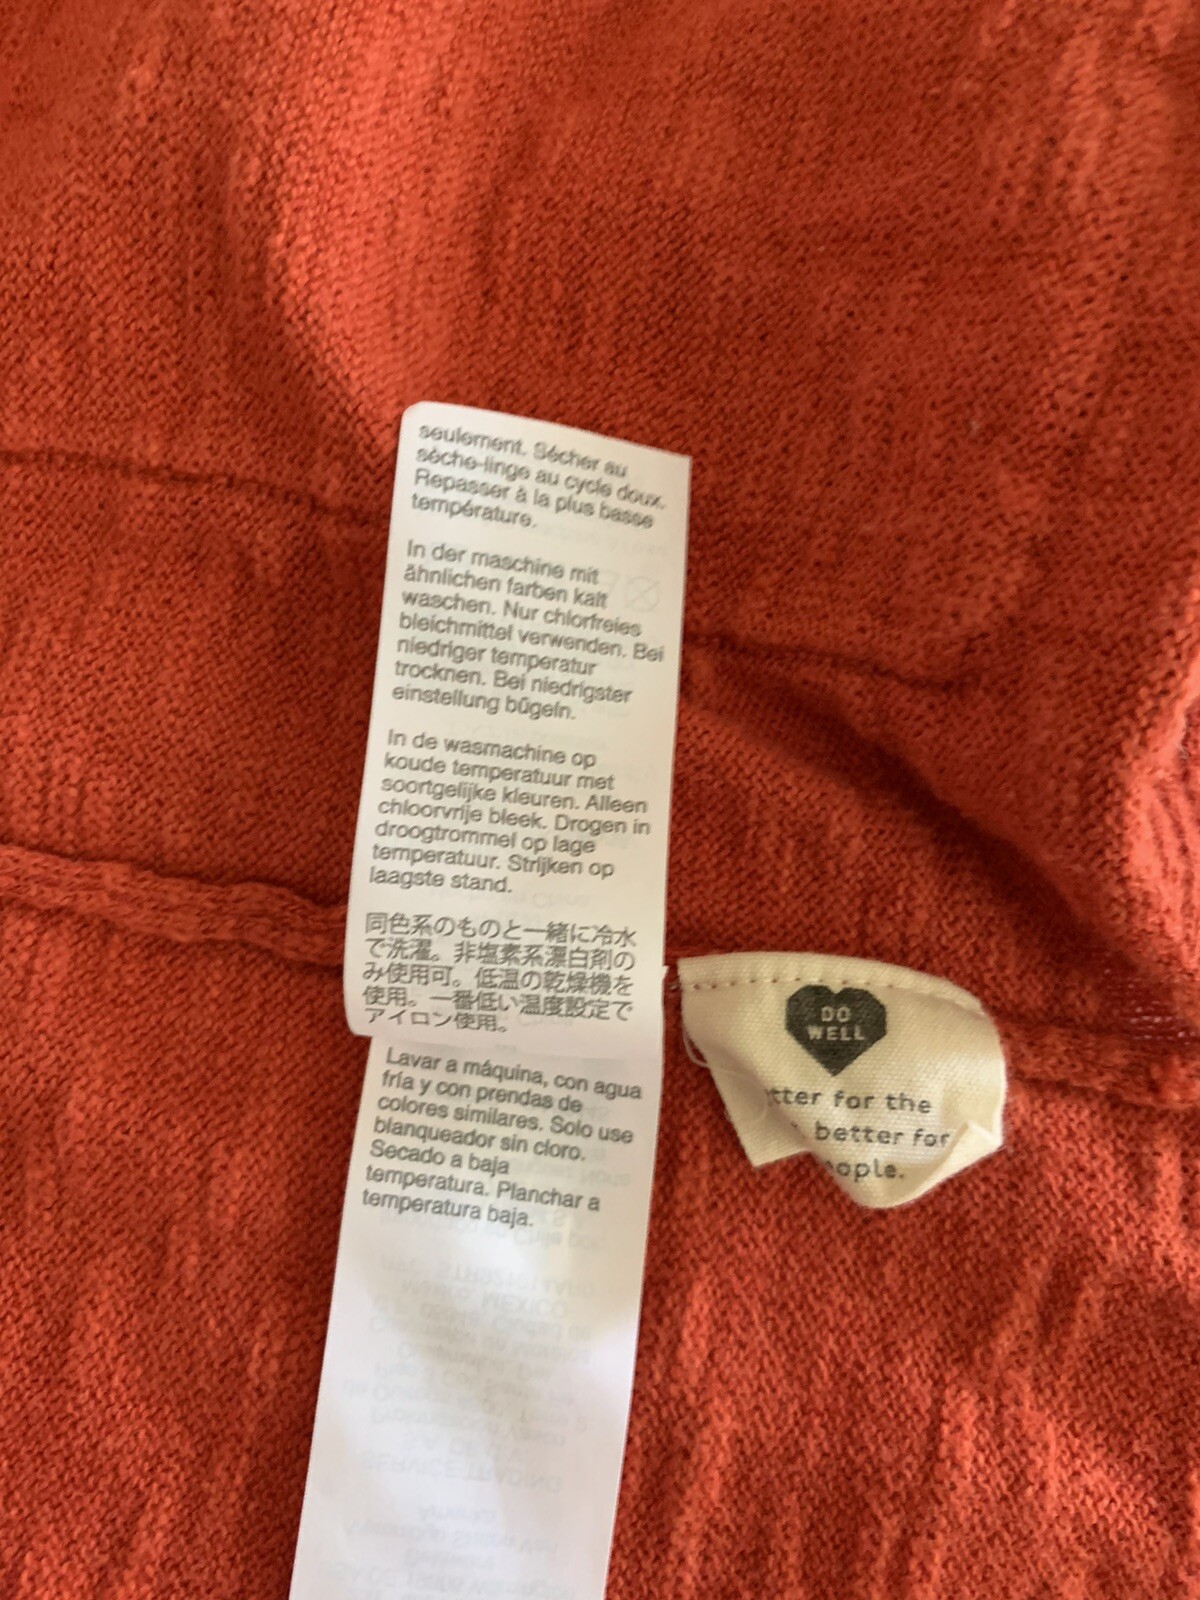 seulement. Sécher au
sèche-linge au cycle doux.
Repasser à la plus basse
température.
In der maschine mit
ähnlichen farben kalt
waschen. Nur chlorfreies
bleichmittel verwenden. Bei
niedriger temperatur
trocknen. Bei niedrigster
einstellung bügeln.
In de wasmachine op
koude temperatuur met
soortgelijke kleuren. Alleen
chloorvrije bleek. Drogen in
droogtrommel op lage
temperatuur. Strijken op
laagste stand.
同色系のものと一緒に冷水
で洗濯。非塩素系漂白剤の
み使用可。低温の乾燥機を
使用。一番低い温度設定で
アイロン使用。
Lavar a máquina, con agua
fría y con prendas de
colores similares. Solo use
blanqueador sin cloro.
Secado a baja
temperatura. Planchar a
temperatura baja.
DO
WELL
tter for the
better for
ople.